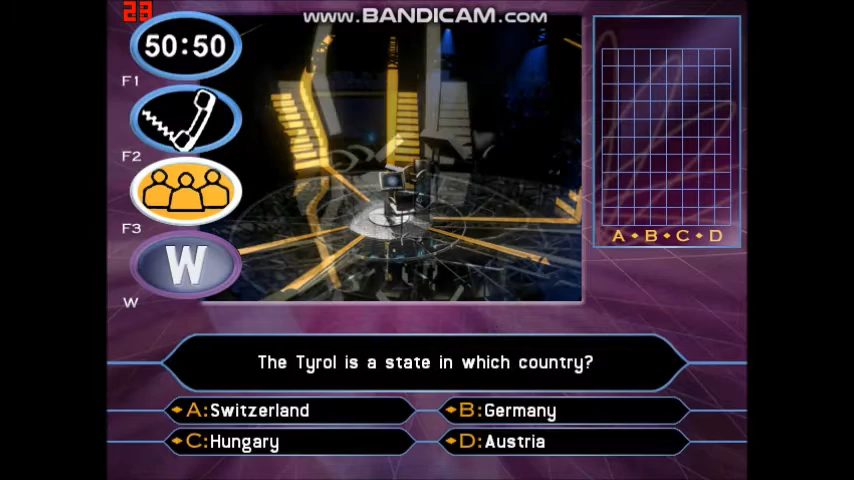 23
www.BANDICAM.com
50:50
F1
F2
F3
W
W
A ◆ B ◆ C ◆ D
The Tyrol is a state in which country?
◆ A: Switzerland
◆ B: Germany
◆ C: Hungary
◆ D: Austria